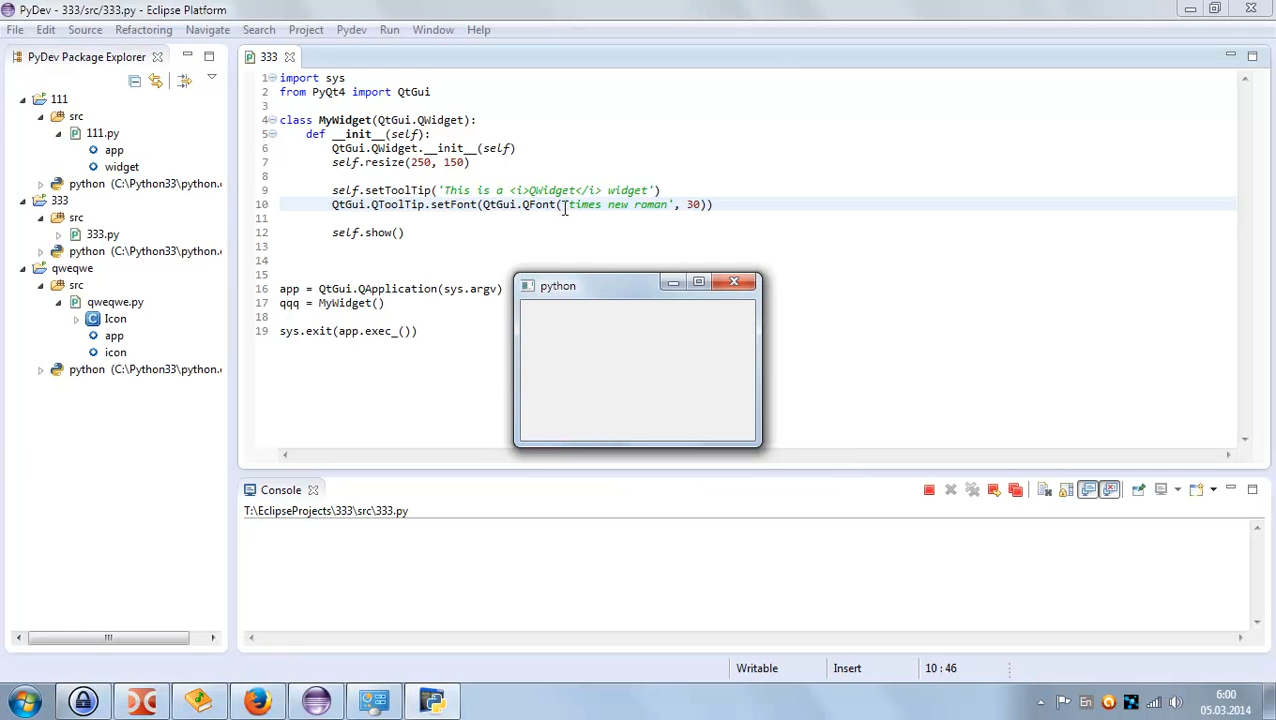 PyDev - 333/src/333.py - Eclipse Platform
File Edit Source Refactoring Navigate Search Project Pydev Run Window Help
PyDev Package Explorer
111
src
111.py
app
widget
python (C:\Python33\python.e
333
src
333.py
python (C:\Python33\python.e
qweqwe
src
qweqwe.py
Icon
app
icon
python (C:\Python33\python.e
333
1 import sys
2 from PyQt4 import QtGui
3
4 class MyWidget(QtGui.QWidget):
5 def __init__(self):
6 QtGui.QWidget.__init__(self)
7 self.resize(250, 150)
8
9 self.setToolTip('This is a <i>QWidget</i> widget')
10 QtGui.QToolTip.setFont(QtGui.QFont('times new roman', 30))
11
12 self.show()
13
14
15
16 app = QtGui.QApplication(sys.argv)
17 qqq = MyWidget()
18
19 sys.exit(app.exec_())
python
Console
T:\EclipseProjects\333\src\333.py
Writable Insert 10 : 46
EN
6:00
05.03.2014